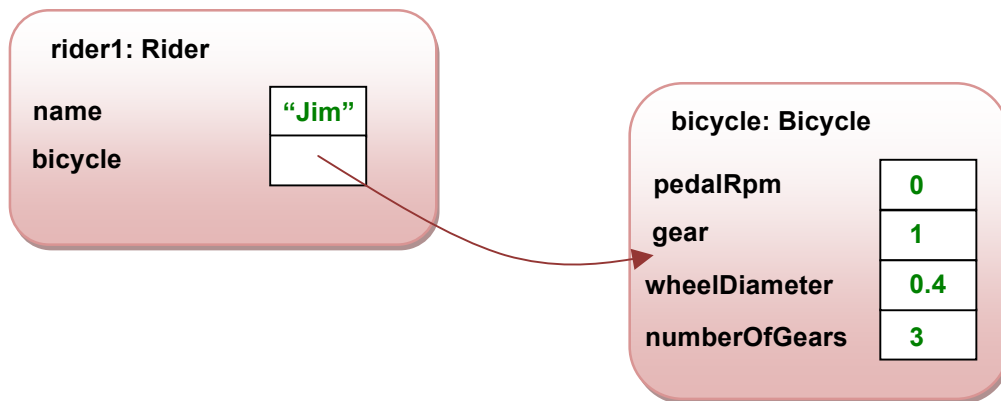 rider1: Rider
name “Jim”
bicycle
bicycle: Bicycle
pedalRpm 0
gear 1
wheelDiameter 0.4
numberOfGears 3